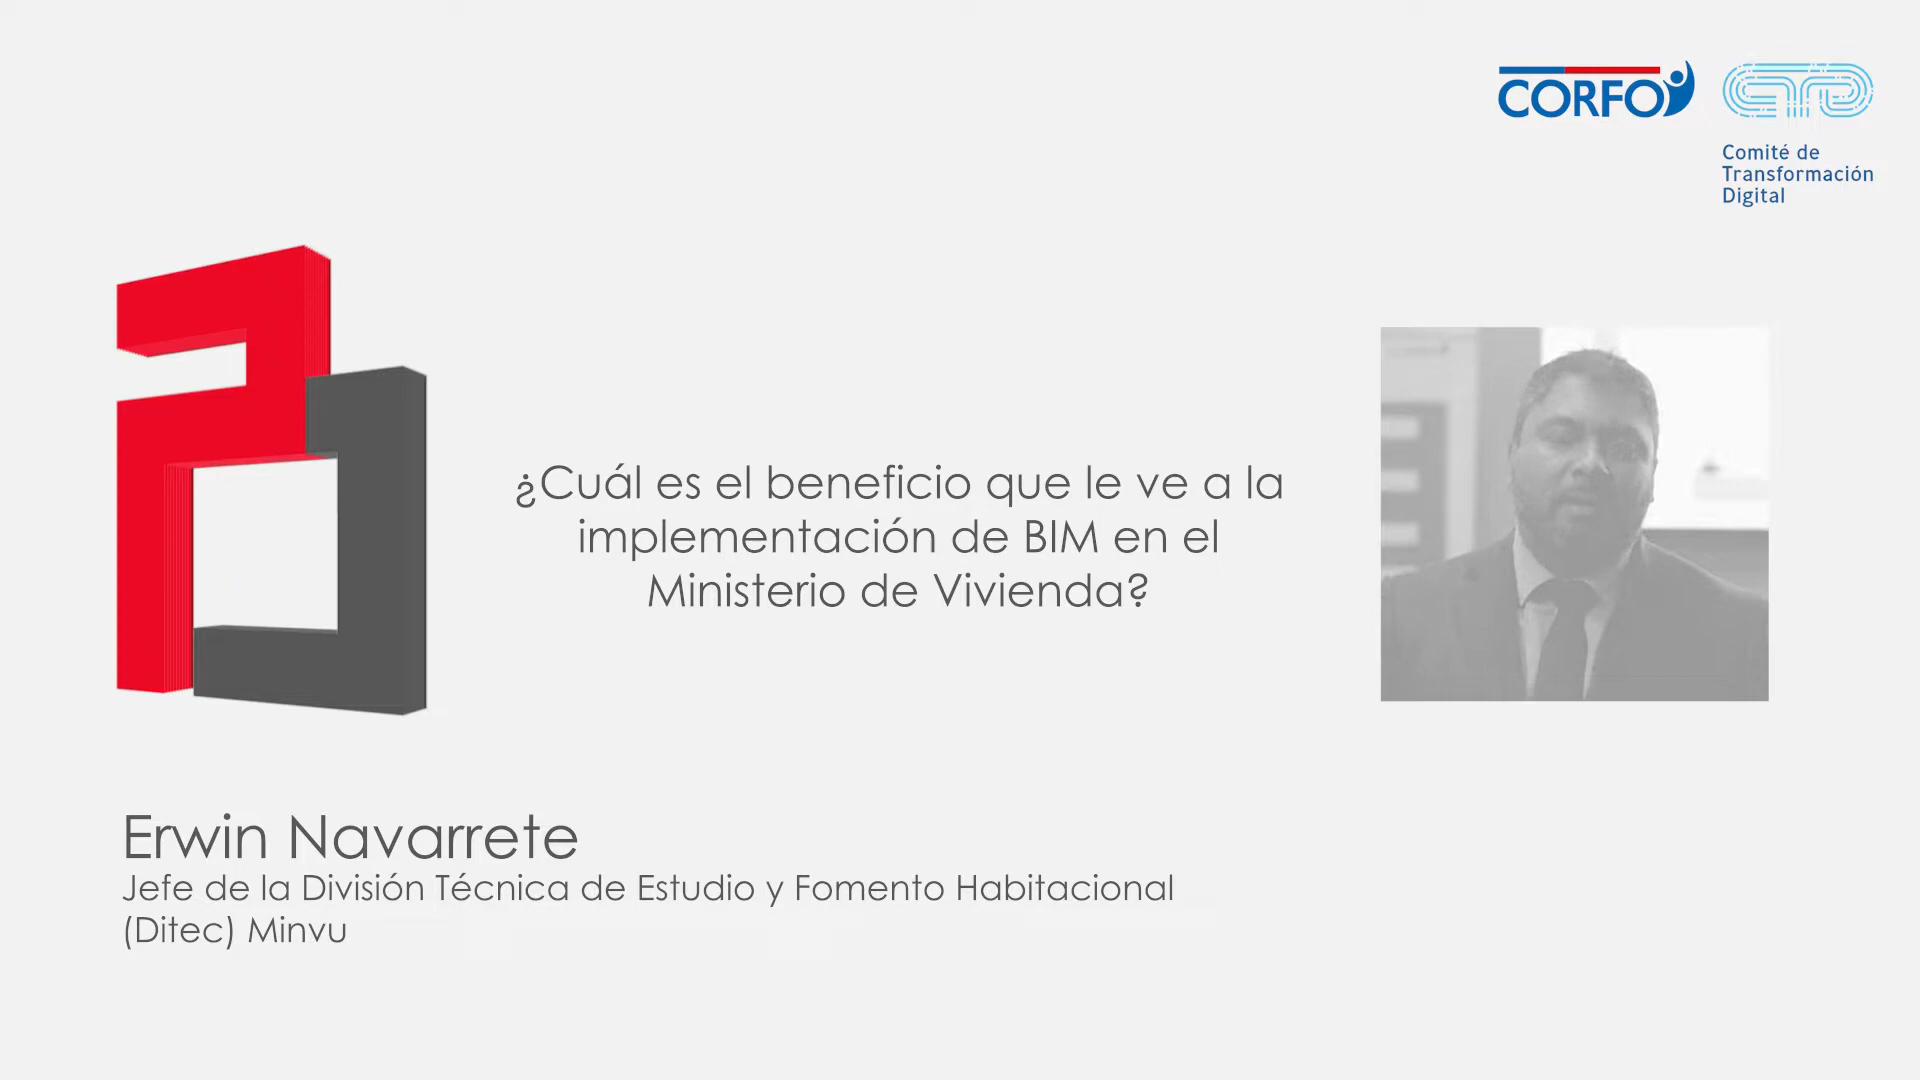 CORFO
Comité de
Transformación
Digital
¿Cuál es el beneficio que le ve a la
implementación de BIM en el
Ministerio de Vivienda?
Erwin Navarrete
Jefe de la División Técnica de Estudio y Fomento Habitacional
(Ditec) Minvu